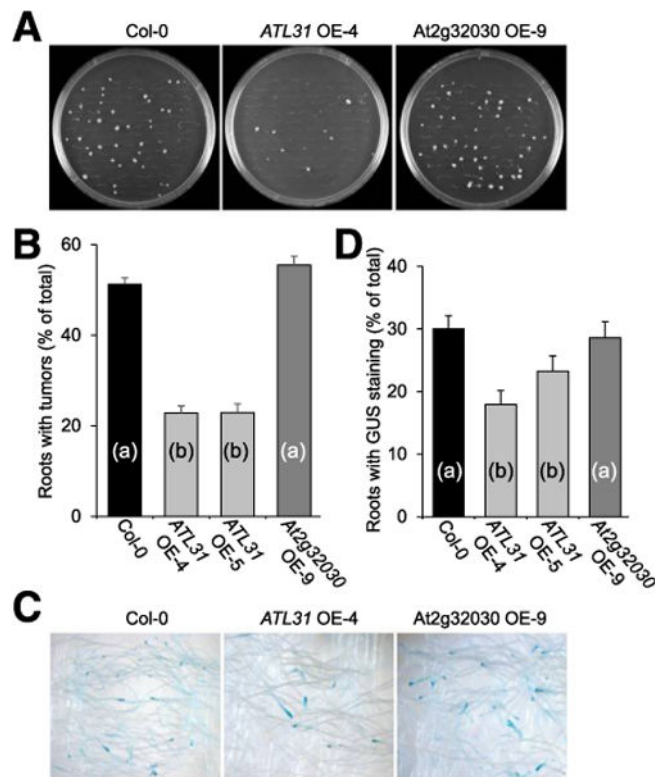 A
Col-0 ATL31 OE-4 At2g32030 OE-9
B
Roots with tumors (% of total)
60
40
20
0
(a) (b) (b) (a)
Col-0
ATL31
OE-4
ATL31
OE-5
At2g32030
OE-9
D
Roots with GUS staining (% of total)
40
30
20
10
0
(a) (b) (b) (a)
Col-0
ATL31
OE-4
ATL31
OE-5
At2g32030
OE-9
C
Col-0 ATL31 OE-4 At2g32030 OE-9